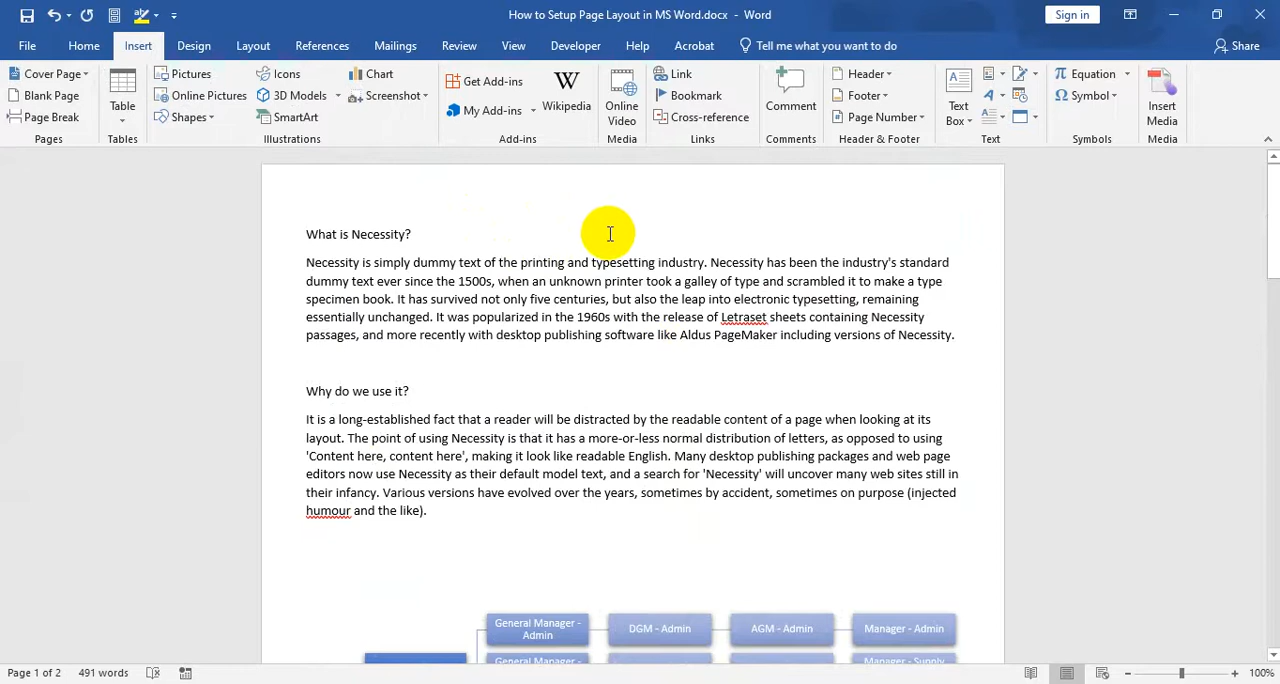 How to Setup Page Layout in MS Word.docx - Word
Sign in
File Home Insert Design Layout References Mailings Review View Developer Help Acrobat Tell me what you want to do Share
Cover Page
Blank Page
Page Break
Pages
Table
Tables
Pictures
Online Pictures
Shapes
Icons
3D Models
SmartArt
Chart
Screenshot
Illustrations
Get Add-ins
My Add-ins
Wikipedia
Add-ins
Online
Video
Media
Link
Bookmark
Cross-reference
Links
Comment
Comments
Header
Footer
Page Number
Header & Footer
Text
Box
Text
Equation
Symbol
Symbols
Insert
Media
Media
What is Necessity?
Necessity is simply dummy text of the printing and typesetting industry. Necessity has been the industry's standard
dummy text ever since the 1500s, when an unknown printer took a galley of type and scrambled it to make a type
specimen book. It has survived not only five centuries, but also the leap into electronic typesetting, remaining
essentially unchanged. It was popularized in the 1960s with the release of Letraset sheets containing Necessity
passages, and more recently with desktop publishing software like Aldus PageMaker including versions of Necessity.
Why do we use it?
It is a long-established fact that a reader will be distracted by the readable content of a page when looking at its
layout. The point of using Necessity is that it has a more-or-less normal distribution of letters, as opposed to using
'Content here, content here', making it look like readable English. Many desktop publishing packages and web page
editors now use Necessity as their default model text, and a search for 'Necessity' will uncover many web sites still in
their infancy. Various versions have evolved over the years, sometimes by accident, sometimes on purpose (injected
humour and the like).
General Manager -
Admin
DGM - Admin
AGM - Admin
Manager - Admin
General Manager -
Manager - Supply
Page 1 of 2
491 words
100%